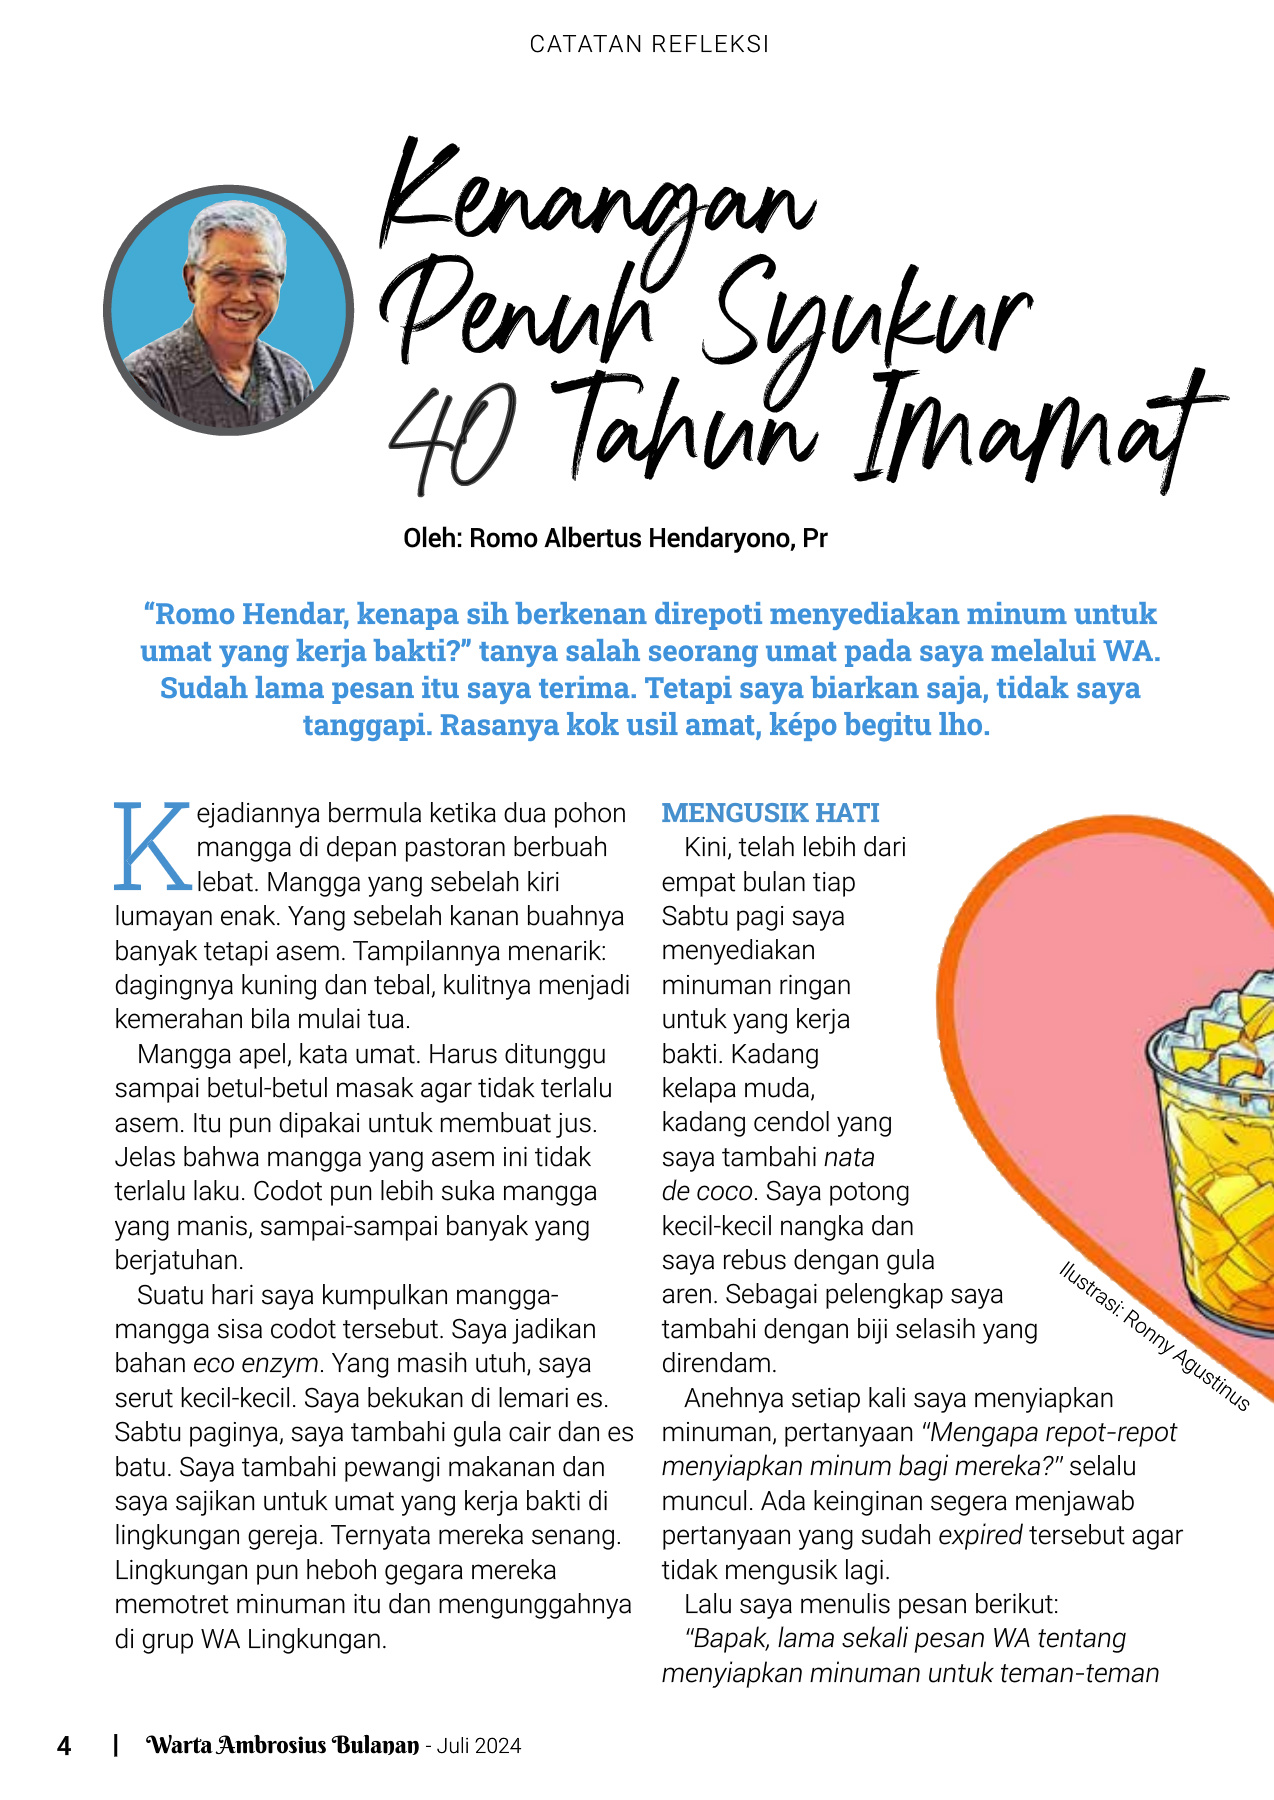 CATATAN REFLEKSI
Kenangan
Penuh Syukur
40 Tahun Imamat
Oleh: Romo Albertus Hendaryono, Pr
“Romo Hendar, kenapa sih berkenan direpoti menyediakan minum untuk
umat yang kerja bakti?” tanya salah seorang umat pada saya melalui WA.
Sudah lama pesan itu saya terima. Tetapi saya biarkan saja, tidak saya
tanggapi. Rasanya kok usil amat, képo begitu lho.
Kejadiannya bermula ketika dua pohon
mangga di depan pastoran berbuah
lebat. Mangga yang sebelah kiri
lumayan enak. Yang sebelah kanan buahnya
banyak tetapi asem. Tampilannya menarik:
dagingnya kuning dan tebal, kulitnya menjadi
kemerahan bila mulai tua.
Mangga apel, kata umat. Harus ditunggu
sampai betul-betul masak agar tidak terlalu
asem. Itu pun dipakai untuk membuat jus.
Jelas bahwa mangga yang asem ini tidak
terlalu laku. Codot pun lebih suka mangga
yang manis, sampai-sampai banyak yang
berjatuhan.
Suatu hari saya kumpulkan mangga-
mangga sisa codot tersebut. Saya jadikan
bahan eco enzym. Yang masih utuh, saya
serut kecil-kecil. Saya bekukan di lemari es.
Sabtu paginya, saya tambahi gula cair dan es
batu. Saya tambahi pewangi makanan dan
saya sajikan untuk umat yang kerja bakti di
lingkungan gereja. Ternyata mereka senang.
Lingkungan pun heboh gegara mereka
memotret minuman itu dan mengunggahnya
di grup WA Lingkungan.
MENGUSIK HATI
Kini, telah lebih dari
empat bulan tiap
Sabtu pagi saya
menyediakan
minuman ringan
untuk yang kerja
bakti. Kadang
kelapa muda,
kadang cendol yang
saya tambahi nata
de coco. Saya potong
kecil-kecil nangka dan
saya rebus dengan gula
aren. Sebagai pelengkap saya
tambahi dengan biji selasih yang
direndam.
Anehnya setiap kali saya menyiapkan
minuman, pertanyaan “Mengapa repot-repot
menyiapkan minum bagi mereka?” selalu
muncul. Ada keinginan segera menjawab
pertanyaan yang sudah expired tersebut agar
tidak mengusik lagi.
Lalu saya menulis pesan berikut:
“Bapak, lama sekali pesan WA tentang
menyiapkan minuman untuk teman-teman
Ilustrasi: Ronny Agustinus
4 | Warta Ambrosius Bulanan - Juli 2024